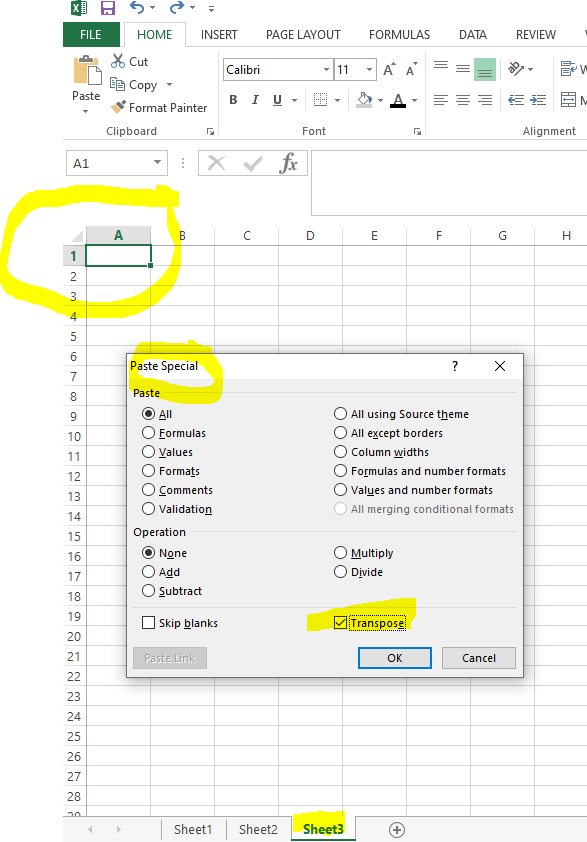 FILE HOME INSERT PAGE LAYOUT FORMULAS DATA REVIEW
Paste
Cut
Copy
Format Painter
Clipboard
Calibri 11
B I U A
Font
Alignment
A1 fx
A B C D E F G H
1
2
3
4
5
6
7
8
9
10
11
12
13
14
15
16
17
18
19
20
21
22
23
24
25
26
27
28
Paste Special ?
Paste
All All using Source theme
Formulas All except borders
Values Column widths
Formats Formulas and number formats
Comments Values and number formats
Validation All merging conditional formats
Operation
None Multiply
Add Divide
Subtract
Skip blanks Transpose
Paste Link OK Cancel
Sheet1 Sheet2 Sheet3